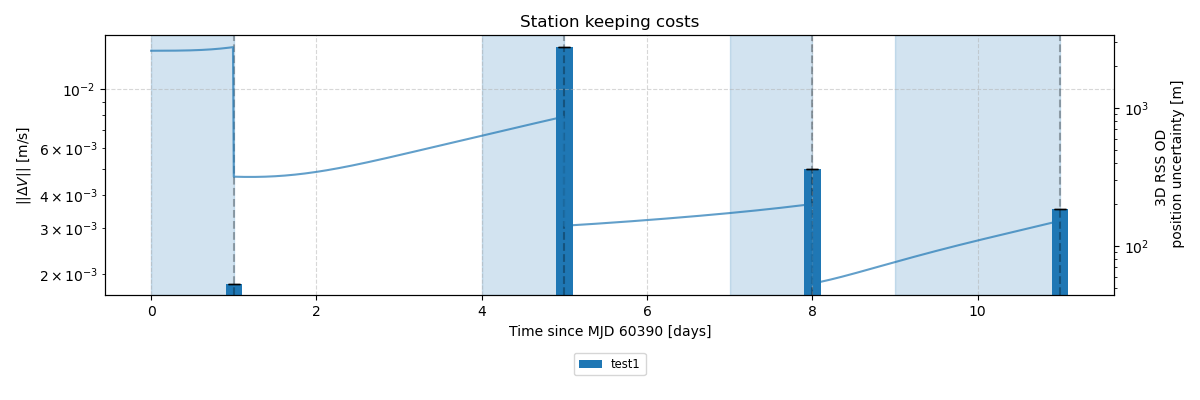 Station keeping costs
||ΔV|| [m/s]
10⁻²
6 × 10⁻³
4 × 10⁻³
3 × 10⁻³
2 × 10⁻³
10³
10²
3D RSS OD
position uncertainty [m]
0 2 4 6 8 10
Time since MJD 60390 [days]
test1